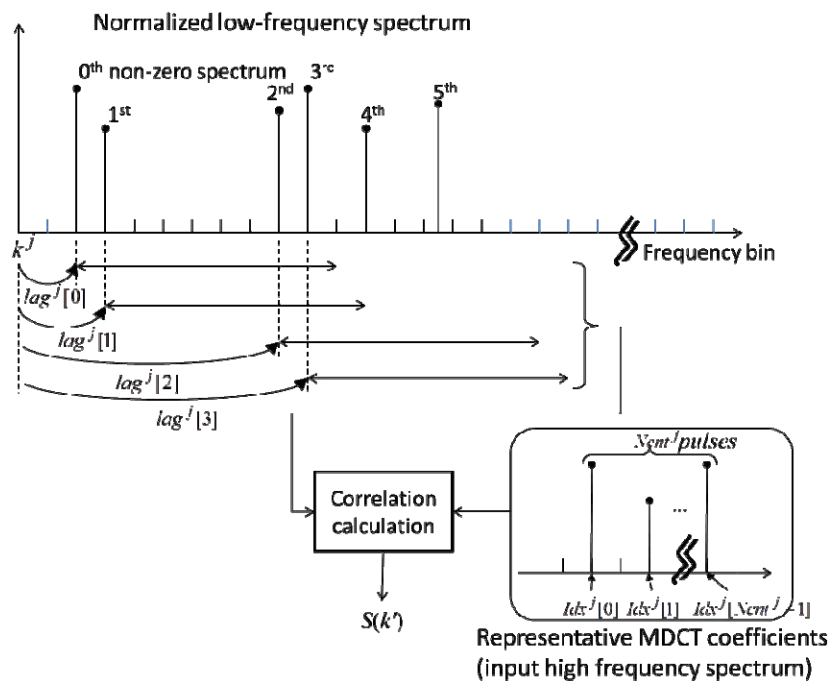 Normalized low-frequency spectrum
0th non-zero spectrum
3rc
1st
2nd
4th
5th
k^j
Frequency bin
lag^j[0]
lag^j[1]
lag^j[2]
lag^j[3]
Ncnt^j pulses
Correlation
calculation
...
S(k')
Idx^j[0] Idx^j[1] Idx^j[Ncnt^j-1]
Representative MDCT coefficients
(input high frequency spectrum)